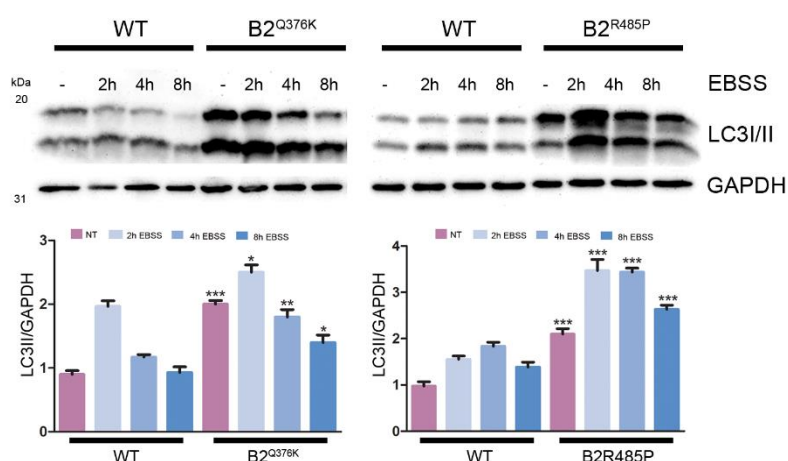 WT B2Q376K WT B2R485P
kDa - 2h 4h 8h - 2h 4h 8h - 2h 4h 8h - 2h 4h 8h EBSS
20
LC3I/II
GAPDH
31
NT 2h EBSS 4h EBSS 8h EBSS
LC3II/GAPDH
3
2
1
0
*** * ** *
WT B2Q376K
NT 2h EBSS 4h EBSS 8h EBSS
LC3II/GAPDH
4
3
2
1
0
*** *** *** ***
WT B2R485P